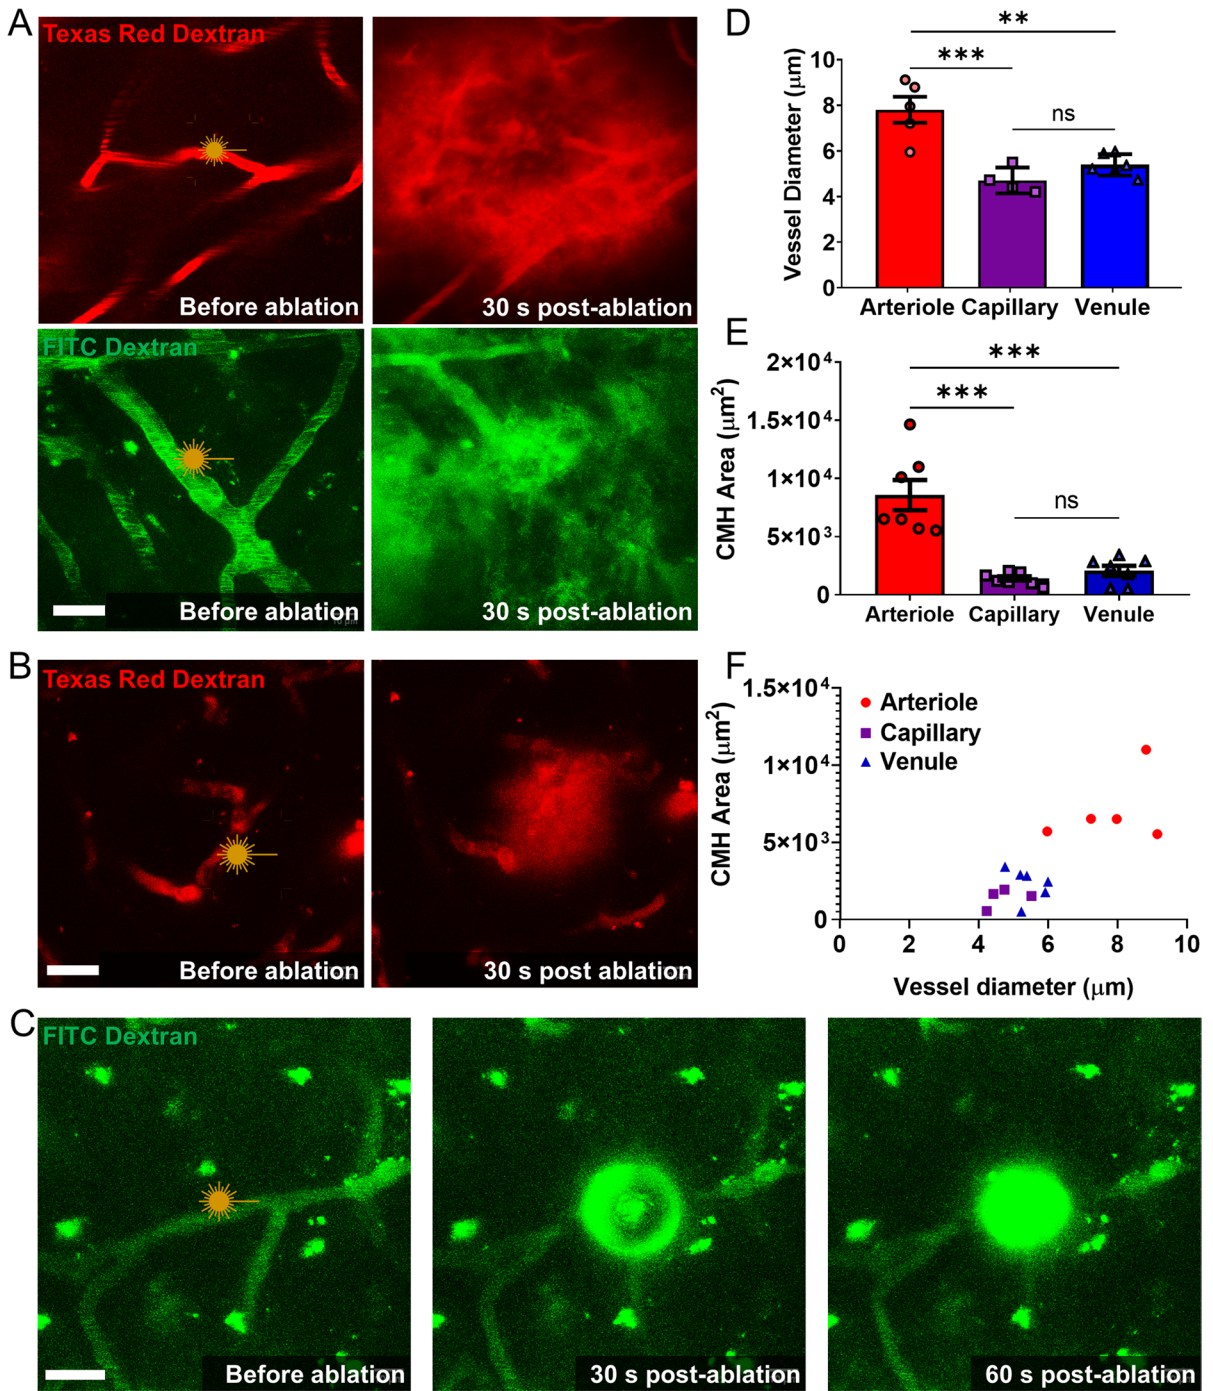 A
Texas Red Dextran
Before ablation
30 s post-ablation
FITC Dextran
Before ablation
30 s post-ablation
B
Texas Red Dextran
Before ablation
30 s post ablation
C
FITC Dextran
Before ablation
30 s post-ablation
60 s post-ablation
D
**
***
ns
Vessel Diameter (μm)
10
8
6
4
2
0
Arteriole Capillary Venule
E
***
***
ns
CMH Area (μm²)
2×10⁴
1.5×10⁴
1×10⁴
5×10³
0
Arteriole Capillary Venule
F
Arteriole
Capillary
Venule
CMH Area (μm²)
1.5×10⁴
1×10⁴
5×10³
0
0 2 4 6 8 10
Vessel diameter (μm)